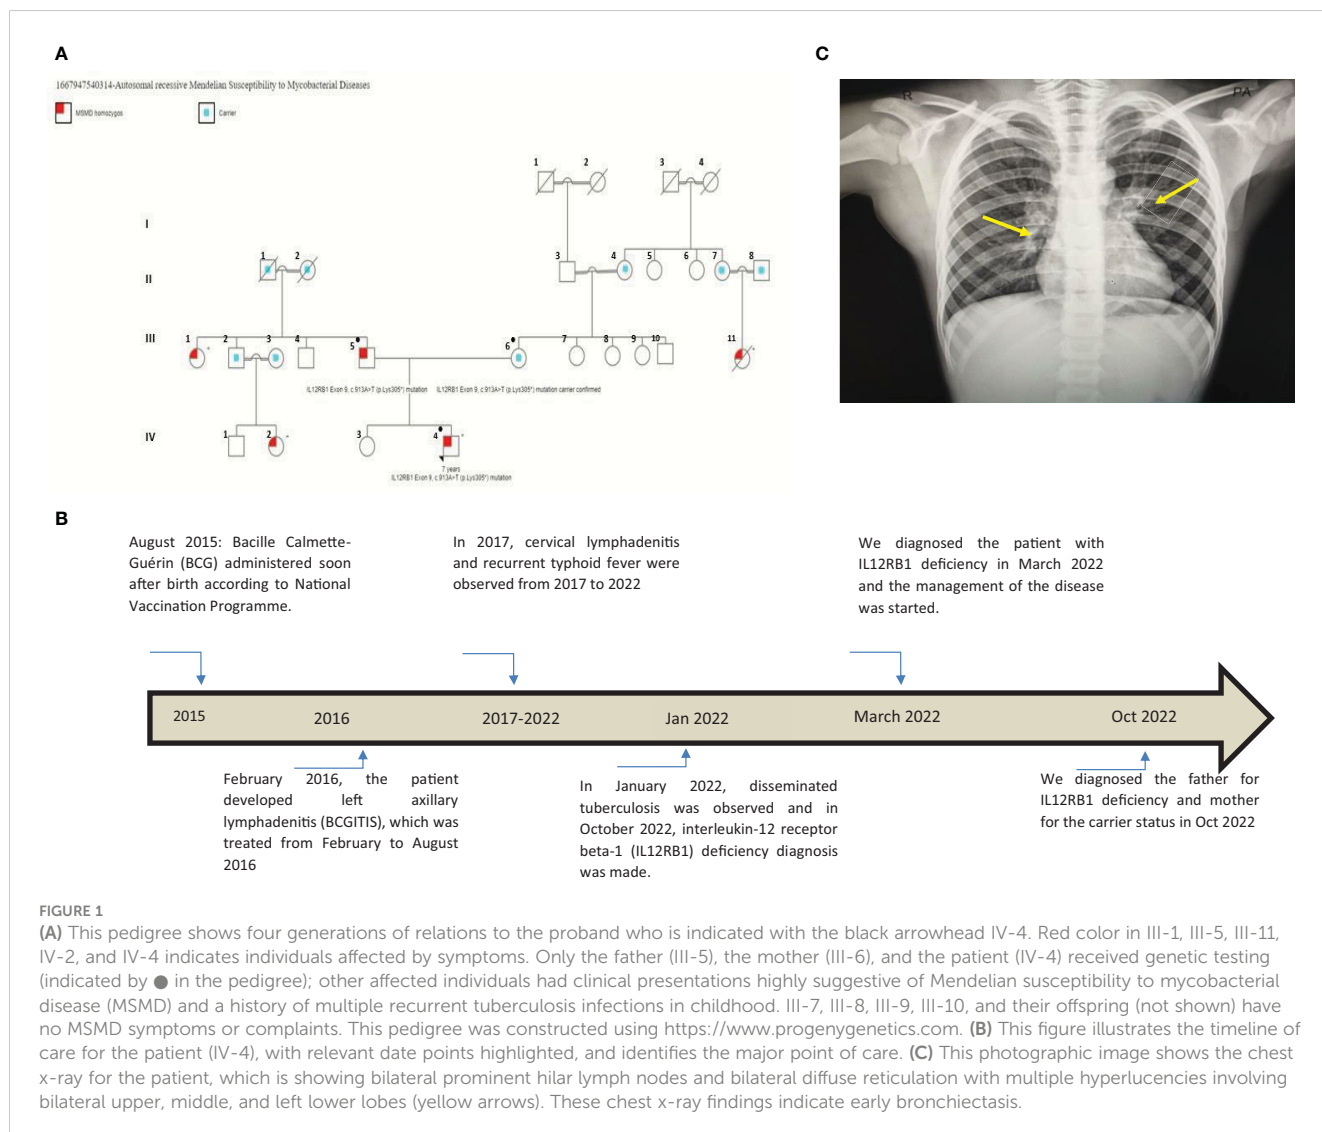 A
C
1667947540314-Autosomal recessive Mendelian Susceptibility to Mycobacterial Diseases
MSMD homozygos
Carrier
R
PA
1 2 3 4
I
1 2 3 4 5 6 7 8
II
III
1 2 3 4 5 6 7 8 9 10 11
IL12RB1 Exon 9, c.913A>T (p.Lys305*) mutation
IL12RB1 Exon 9, c.913A>T (p.Lys305*) mutation carrier confirmed
IV
1 2 3 4
7 years
IL12RB1 Exon 9, c.913A>T (p.Lys305*) mutation
B
August 2015: Bacille Calmette-
Guérin (BCG) administered soon
after birth according to National
Vaccination Programme.
In 2017, cervical lymphadenitis
and recurrent typhoid fever were
observed from 2017 to 2022
We diagnosed the patient with
IL12RB1 deficiency in March 2022
and the management of the disease
was started.
2015
2016
2017-2022
Jan 2022
March 2022
Oct 2022
February 2016, the patient
developed left axillary
lymphadenitis (BCGITIS), which was
treated from February to August
2016
In January 2022, disseminated
tuberculosis was observed and in
October 2022, interleukin-12 receptor
beta-1 (IL12RB1) deficiency diagnosis
was made.
We diagnosed the father for
IL12RB1 deficiency and mother
for the carrier status in Oct 2022
FIGURE 1
(A) This pedigree shows four generations of relations to the proband who is indicated with the black arrowhead IV-4. Red color in III-1, III-5, III-11,
IV-2, and IV-4 indicates individuals affected by symptoms. Only the father (III-5), the mother (III-6), and the patient (IV-4) received genetic testing
(indicated by ● in the pedigree); other affected individuals had clinical presentations highly suggestive of Mendelian susceptibility to mycobacterial
disease (MSMD) and a history of multiple recurrent tuberculosis infections in childhood. III-7, III-8, III-9, III-10, and their offspring (not shown) have
no MSMD symptoms or complaints. This pedigree was constructed using https://www.progenygenetics.com. (B) This figure illustrates the timeline of
care for the patient (IV-4), with relevant date points highlighted, and identifies the major point of care. (C) This photographic image shows the chest
x-ray for the patient, which is showing bilateral prominent hilar lymph nodes and bilateral diffuse reticulation with multiple hyperlucencies involving
bilateral upper, middle, and left lower lobes (yellow arrows). These chest x-ray findings indicate early bronchiectasis.